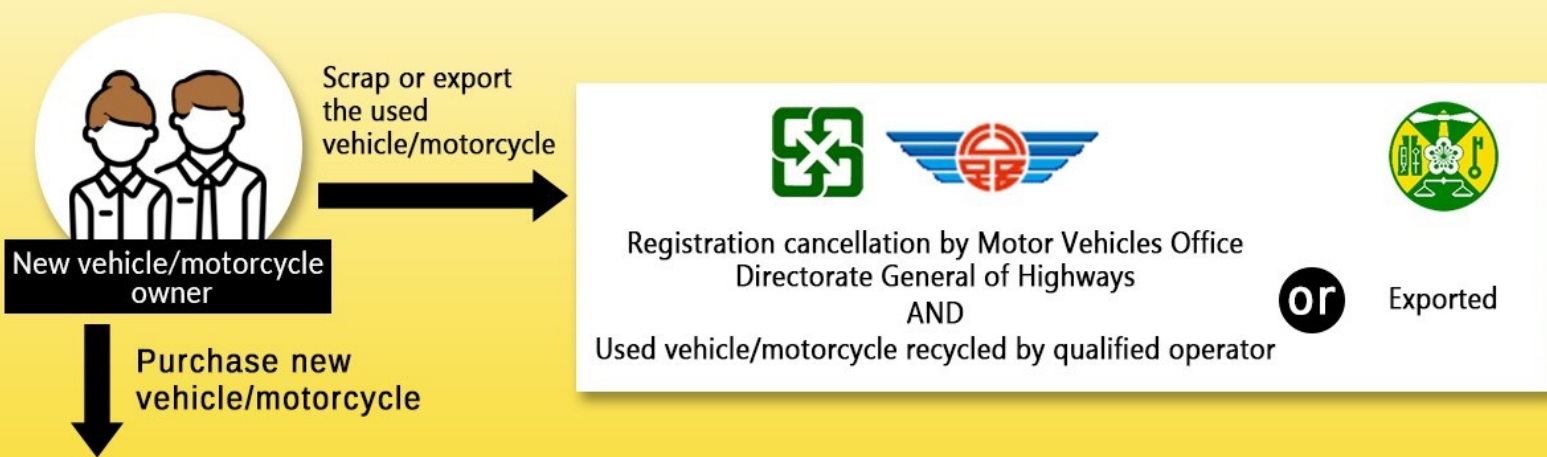 Scrap or export
the used
vehicle/motorcycle
New vehicle/motorcycle
owner
Purchase new
vehicle/motorcycle
Registration cancellation by Motor Vehicles Office
Directorate General of Highways
AND
Used vehicle/motorcycle recycled by qualified operator
or
Exported